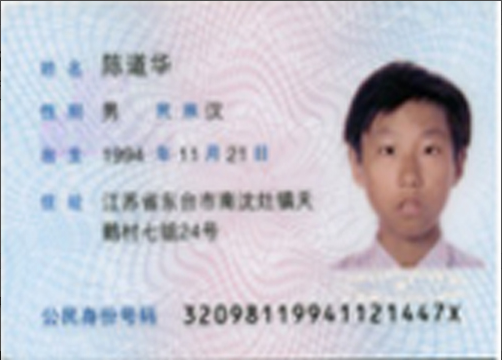 姓名 陈道华
性别 男 民族 汉
出生 1994 年 11 月 21 日
住址 江苏省东台市南沈灶镇天
鹅村七组24号
公民身份号码 32098119941121447X